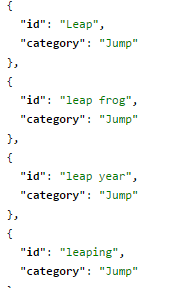 {
"id": "Leap",
"category": "Jump"
},
{
"id": "leap frog",
"category": "Jump"
},
{
"id": "leap year",
"category": "Jump"
},
{
"id": "leaping",
"category": "Jump"